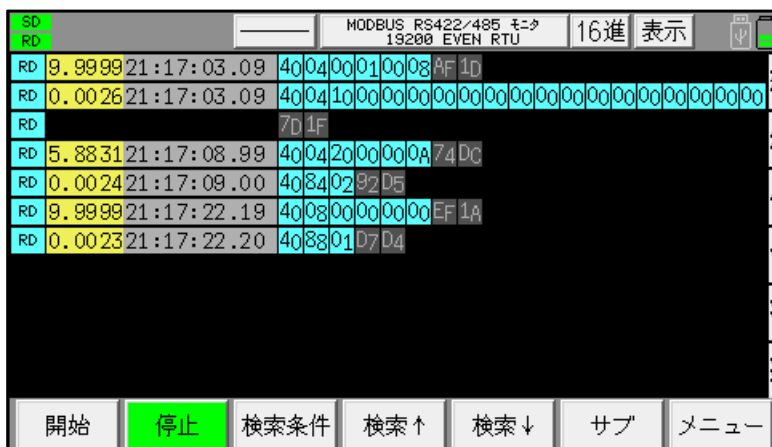 SD
RD
MODBUS RS422/485 ﾓﾆﾀ
19200 EVEN RTU
16進
表示
RD 9.9999 21:17:03.09 40 04 00 01 00 08 AF 1D
RD 0.0026 21:17:03.09 40 04 10 00 00 00 00 00 00 00 00 00 00 00 00 00 00 00 00
RD 7D 1F
RD 5.8831 21:17:08.99 40 04 20 00 00 0A 74 DC
RD 0.0024 21:17:09.00 40 84 02 92 D5
RD 9.9999 21:17:22.19 40 08 00 00 00 00 EF 1A
RD 0.0023 21:17:22.20 40 88 01 D7 D4
開始 停止 検索条件 検索↑ 検索↓ サブ メニュー